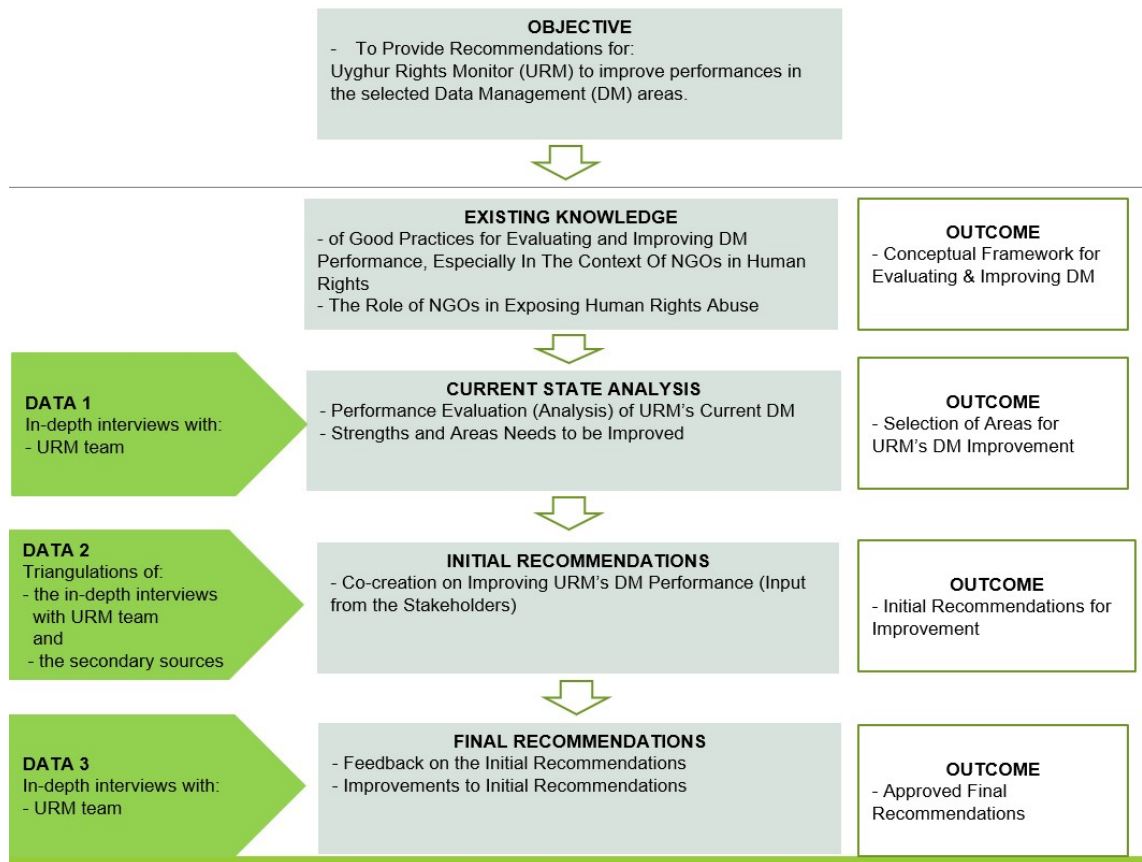 OBJECTIVE
- To Provide Recommendations for:
Uyghur Rights Monitor (URM) to improve performances in
the selected Data Management (DM) areas.
EXISTING KNOWLEDGE
- of Good Practices for Evaluating and Improving DM
Performance, Especially In The Context Of NGOs in Human
Rights
- The Role of NGOs in Exposing Human Rights Abuse
OUTCOME
- Conceptual Framework for
Evaluating & Improving DM
DATA 1
In-depth interviews with:
- URM team
CURRENT STATE ANALYSIS
- Performance Evaluation (Analysis) of URM's Current DM
- Strengths and Areas Needs to be Improved
OUTCOME
- Selection of Areas for
URM's DM Improvement
DATA 2
Triangulations of:
- the in-depth interviews
with URM team
and
- the secondary sources
INITIAL RECOMMENDATIONS
- Co-creation on Improving URM's DM Performance (Input
from the Stakeholders)
OUTCOME
- Initial Recommendations for
Improvement
DATA 3
In-depth interviews with:
- URM team
FINAL RECOMMENDATIONS
- Feedback on the Initial Recommendations
- Improvements to Initial Recommendations
OUTCOME
- Approved Final
Recommendations